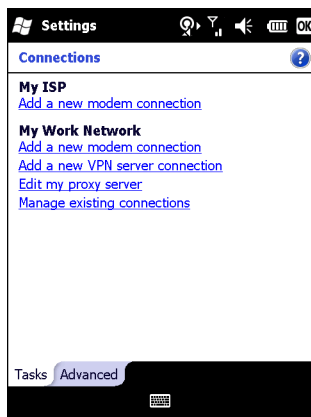 Settings
OK
Connections
?
My ISP
Add a new modem connection
My Work Network
Add a new modem connection
Add a new VPN server connection
Edit my proxy server
Manage existing connections
Tasks Advanced